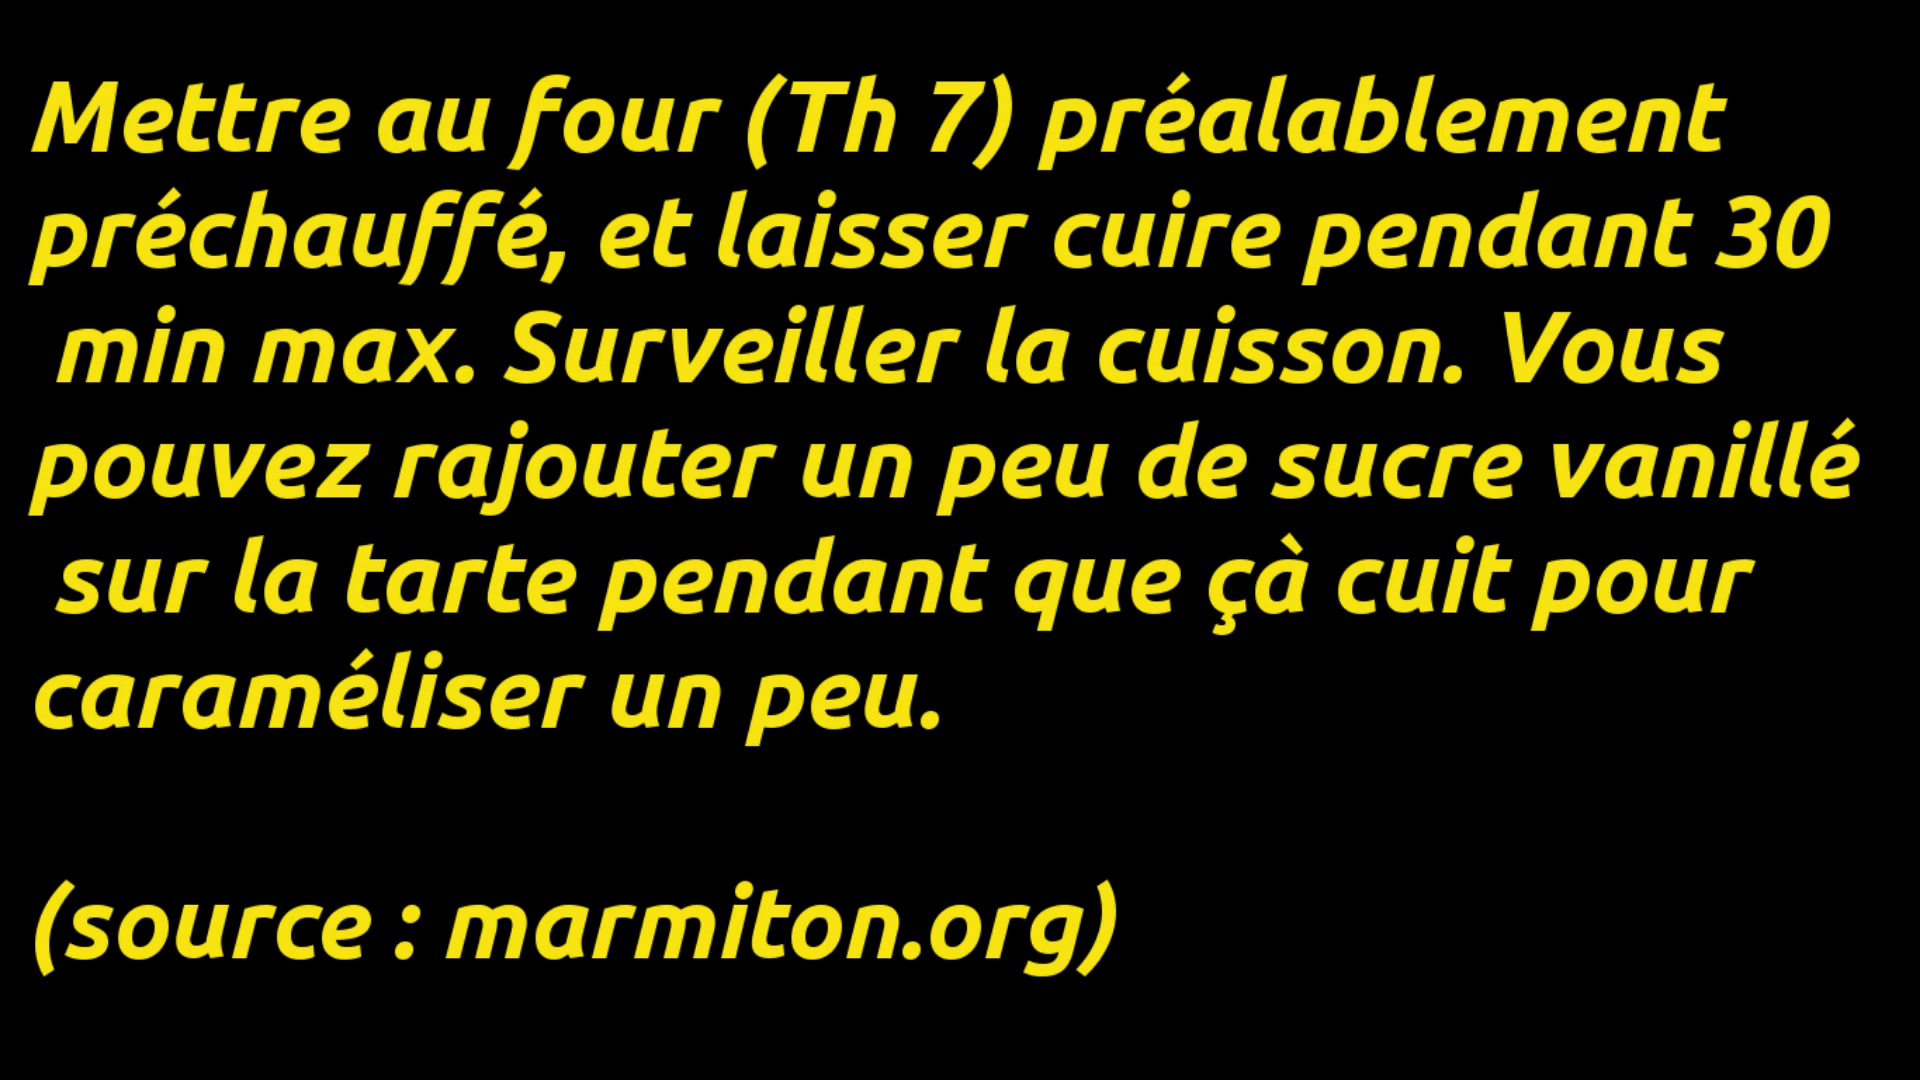 Mettre au four (Th 7) préalablement
préchauffé, et laisser cuire pendant 30
min max. Surveiller la cuisson. Vous
pouvez rajouter un peu de sucre vanillé
sur la tarte pendant que çà cuit pour
caraméliser un peu.
(source : marmiton.org)